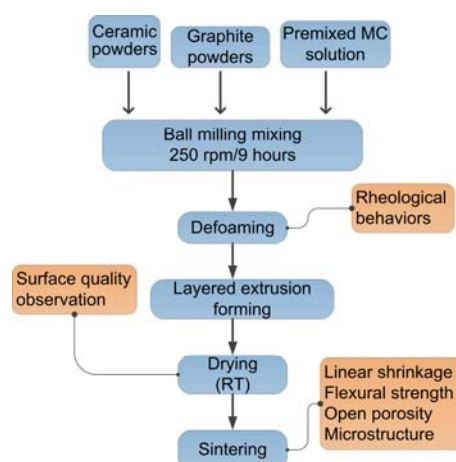 Ceramic
powders
Graphite
powders
Premixed MC
solution
Ball milling mixing
250 rpm/9 hours
Defoaming
Rheological
behaviors
Surface quality
observation
Layered extrusion
forming
Drying
(RT)
Linear shrinkage
Flexural strength
Open porosity
Microstructure
Sintering